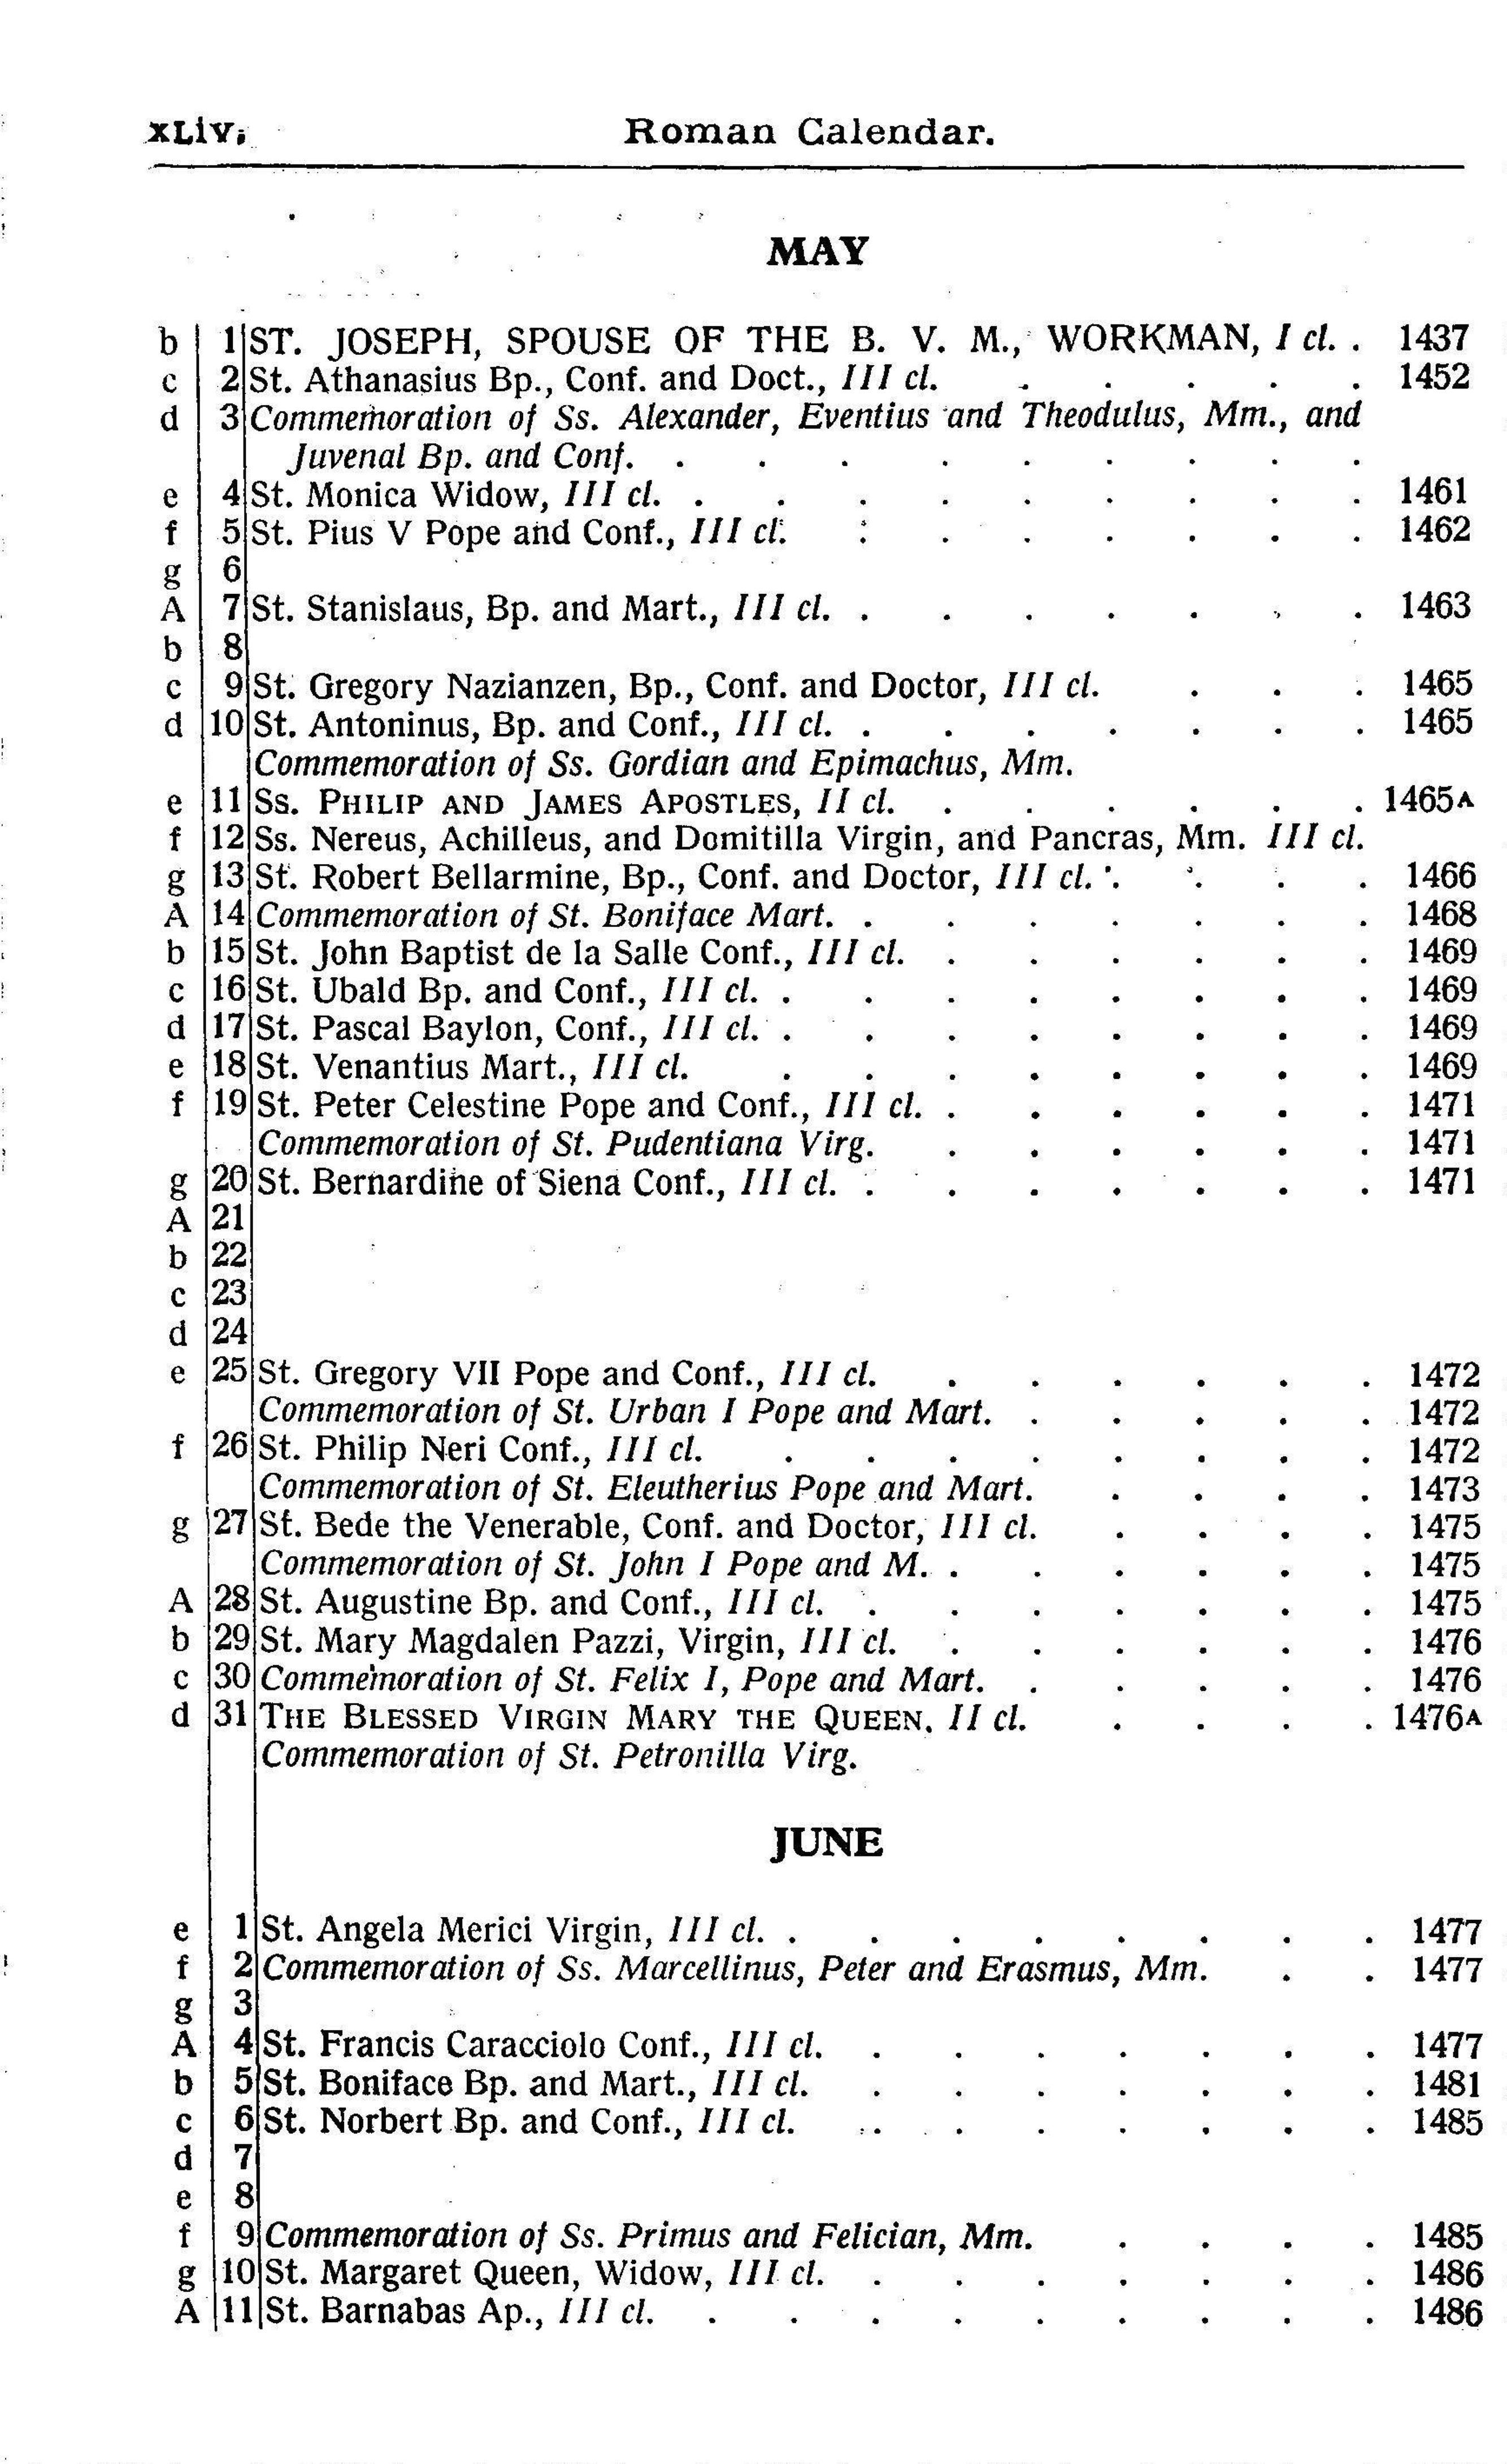 xLiv.
Roman Calendar.
MAY
b 1 ST. JOSEPH, SPOUSE OF THE B. V. M., WORKMAN, I cl. . 1437
c 2 St. Athanasius Bp., Conf. and Doct., III cl. . . . . . 1452
d 3 Commemoration of Ss. Alexander, Eventius and Theodulus, Mm., and
Juvenal Bp. and Conf. . . . . . . . . .
e 4 St. Monica Widow, III cl. . . . . . . . . . 1461
f 5 St. Pius V Pope and Conf., III cl. . . . . . . . 1462
g 6
A 7 St. Stanislaus, Bp. and Mart., III cl. . . . . . . . 1463
b 8
c 9 St. Gregory Nazianzen, Bp., Conf. and Doctor, III cl. . . . 1465
d 10 St. Antoninus, Bp. and Conf., III cl. . . . . . . . 1465
Commemoration of Ss. Gordian and Epimachus, Mm.
e 11 Ss. PHILIP AND JAMES APOSTLES, II cl. . . . . . . 1465A
f 12 Ss. Nereus, Achilleus, and Domitilla Virgin, and Pancras, Mm. III cl.
g 13 St. Robert Bellarmine, Bp., Conf. and Doctor, III cl. . . . . 1466
A 14 Commemoration of St. Boniface Mart. . . . . . . . 1468
b 15 St. John Baptist de la Salle Conf., III cl. . . . . . . 1469
c 16 St. Ubald Bp. and Conf., III cl. . . . . . . . . 1469
d 17 St. Pascal Baylon, Conf., III cl. . . . . . . . . 1469
e 18 St. Venantius Mart., III cl. . . . . . . . . 1469
f 19 St. Peter Celestine Pope and Conf., III cl. . . . . . . 1471
Commemoration of St. Pudentiana Virg. . . . . . . 1471
g 20 St. Bernardine of Siena Conf., III cl. . . . . . . . 1471
A 21
b 22
c 23
d 24
e 25 St. Gregory VII Pope and Conf., III cl. . . . . . . 1472
Commemoration of St. Urban I Pope and Mart. . . . . . 1472
f 26 St. Philip Neri Conf., III cl. . . . . . . . . 1472
Commemoration of St. Eleutherius Pope and Mart. . . . . 1473
g 27 St. Bede the Venerable, Conf. and Doctor, III cl. . . . . 1475
Commemoration of St. John I Pope and M. . . . . . . 1475
A 28 St. Augustine Bp. and Conf., III cl. . . . . . . . 1475
b 29 St. Mary Magdalen Pazzi, Virgin, III cl. . . . . . . 1476
c 30 Commemoration of St. Felix I, Pope and Mart. . . . . . 1476
d 31 THE BLESSED VIRGIN MARY THE QUEEN. II cl. . . . . 1476A
Commemoration of St. Petronilla Virg.
JUNE
e 1 St. Angela Merici Virgin, III cl. . . . . . . . . 1477
f 2 Commemoration of Ss. Marcellinus, Peter and Erasmus, Mm. . . 1477
g 3
A 4 St. Francis Caracciolo Conf., III cl. . . . . . . . 1477
b 5 St. Boniface Bp. and Mart., III cl. . . . . . . . 1481
c 6 St. Norbert Bp. and Conf., III cl. . . . . . . . 1485
d 7
e 8
f 9 Commemoration of Ss. Primus and Felician, Mm. . . . . 1485
g 10 St. Margaret Queen, Widow, III cl. . . . . . . . 1486
A 11 St. Barnabas Ap., III cl. . . . . . . . . . 1486